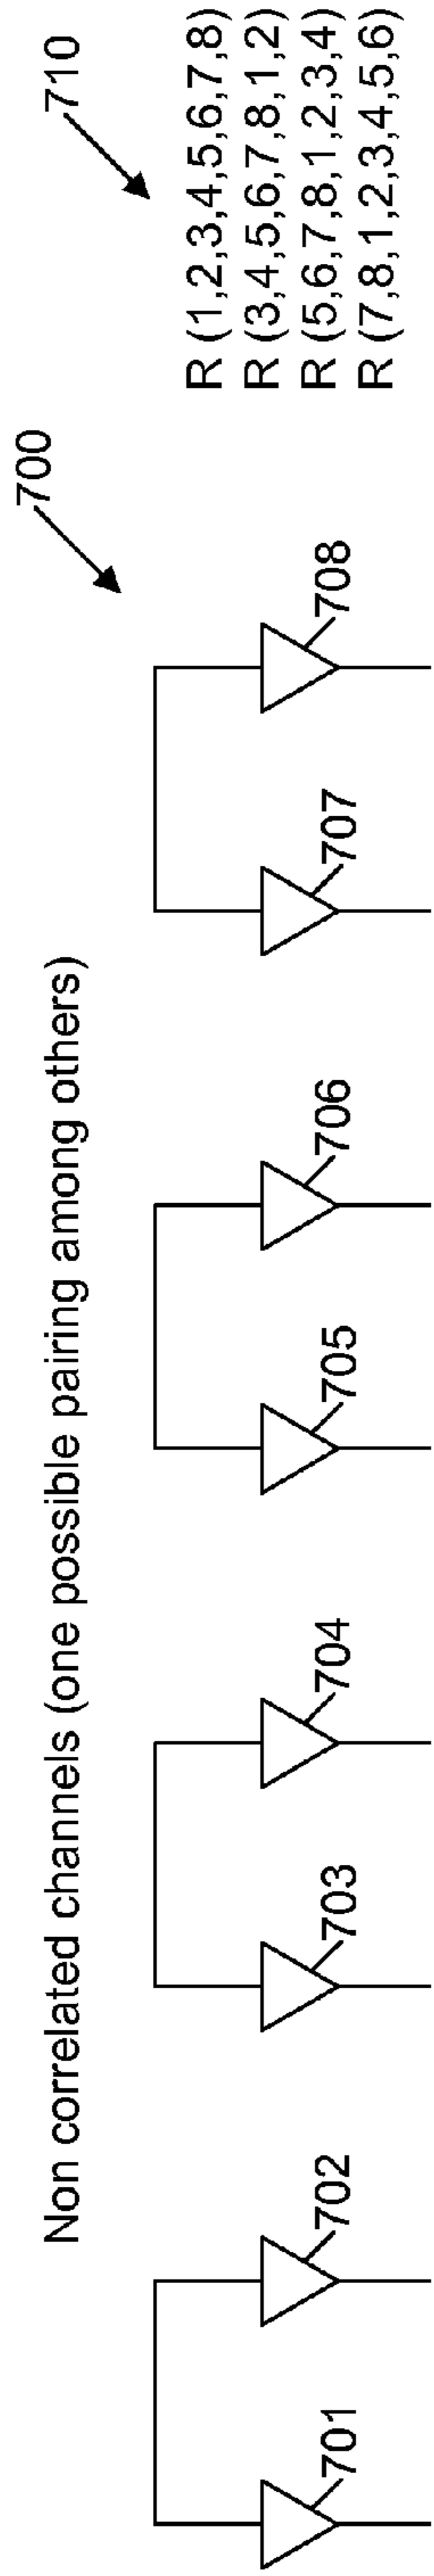 Non correlated channels (one possible pairing among others)
700
710
701
702
703
704
705
706
707
708
R (1,2,3,4,5,6,7,8)
R (3,4,5,6,7,8,1,2)
R (5,6,7,8,1,2,3,4)
R (7,8,1,2,3,4,5,6)